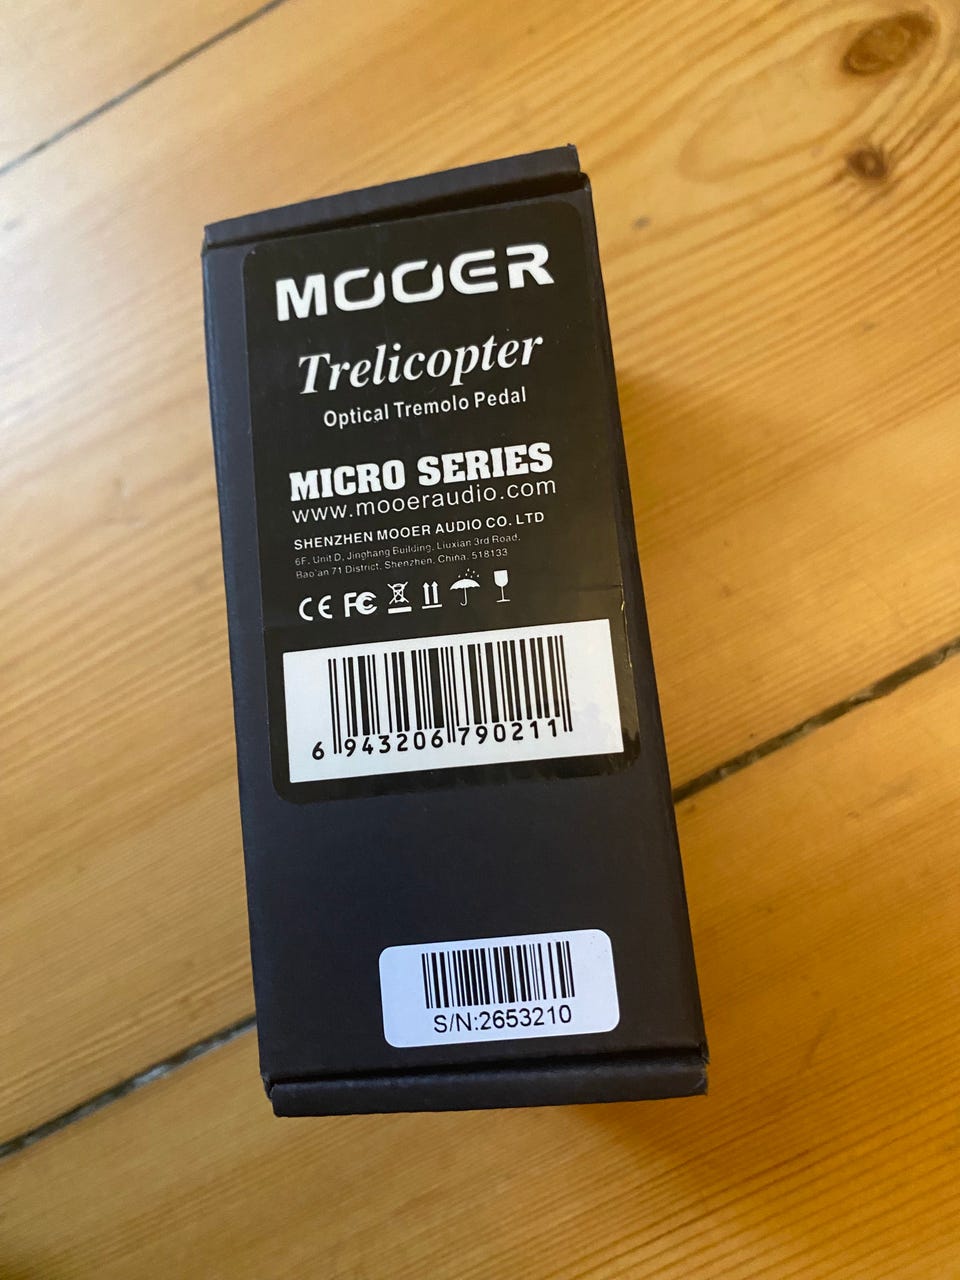 MOOER
Trelicopter
Optical Tremolo Pedal
MICRO SERIES
www.mooeraudio.com
SHENZHEN MOOER AUDIO CO. LTD
6F, Unit D, Jinghang Building, Liuxian 3rd Road,
Bao'an 71 District, Shenzhen, China. 518133
CE FC
6 943206 790211
S/N:2653210